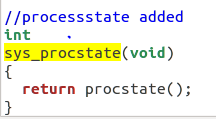 //processstate added
int
sys_procstate(void)
{
  return procstate();
}